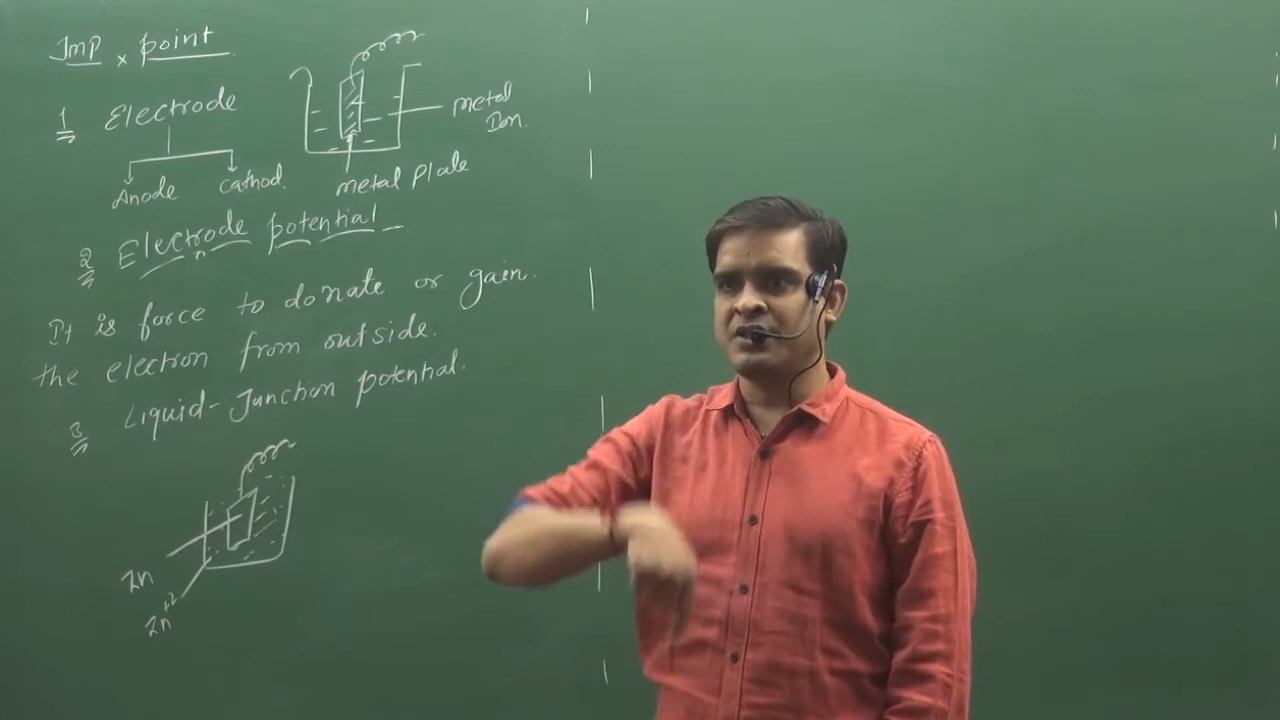 Imp × point
1 Electrode
Anode Cathod.
metal Ion.
metal plate
2 Electrode potential
It is force to donate or gain.
the electron from outside.
3 Liquid-Junction potential.
Zn
Zn+2